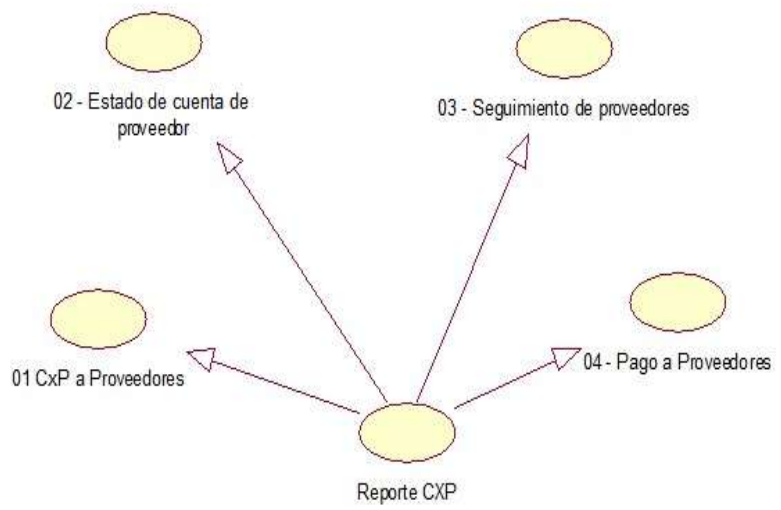 02 - Estado de cuenta de
proveedor
03 - Seguimiento de proveedores
01 CxP a Proveedores
04 - Pago a Proveedores
Reporte CXP